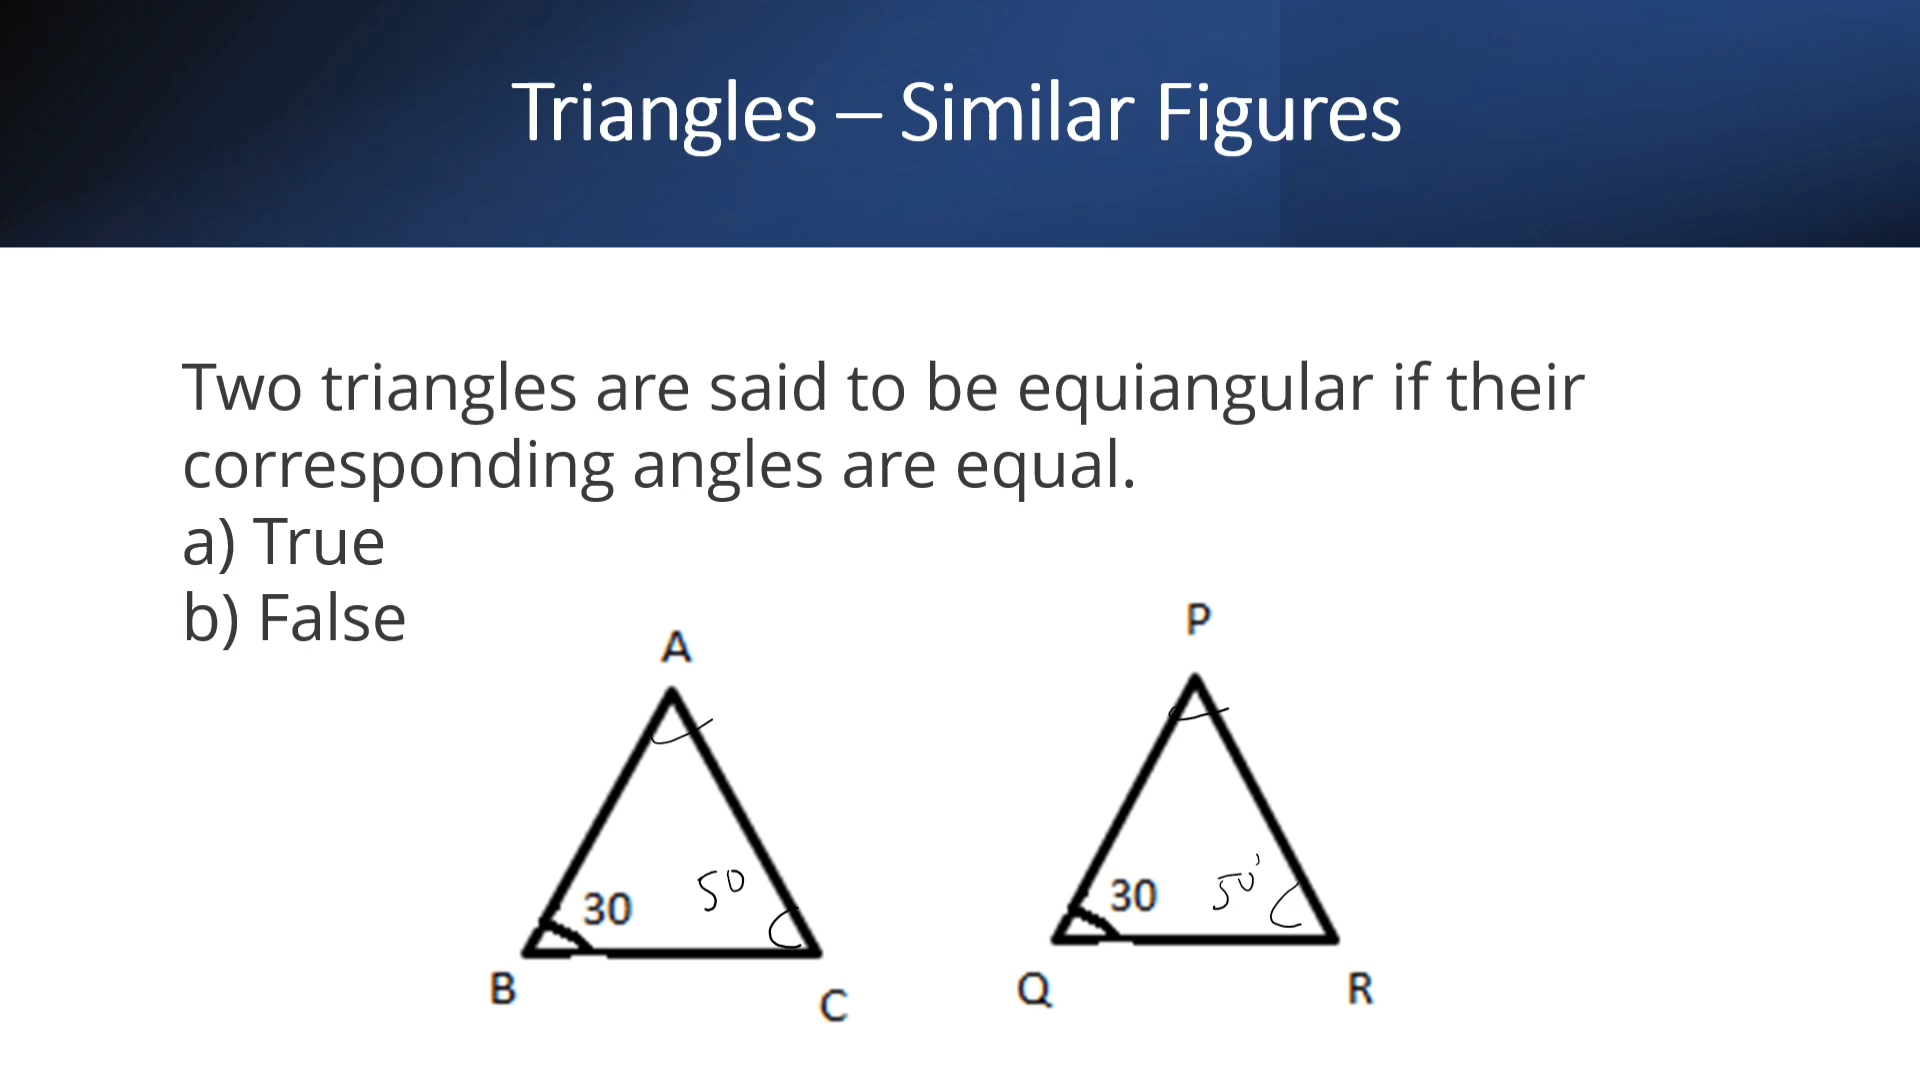 Triangles – Similar Figures
Two triangles are said to be equiangular if their
corresponding angles are equal.
a) True
b) False
A
P
30
50
30
50
B
C
Q
R